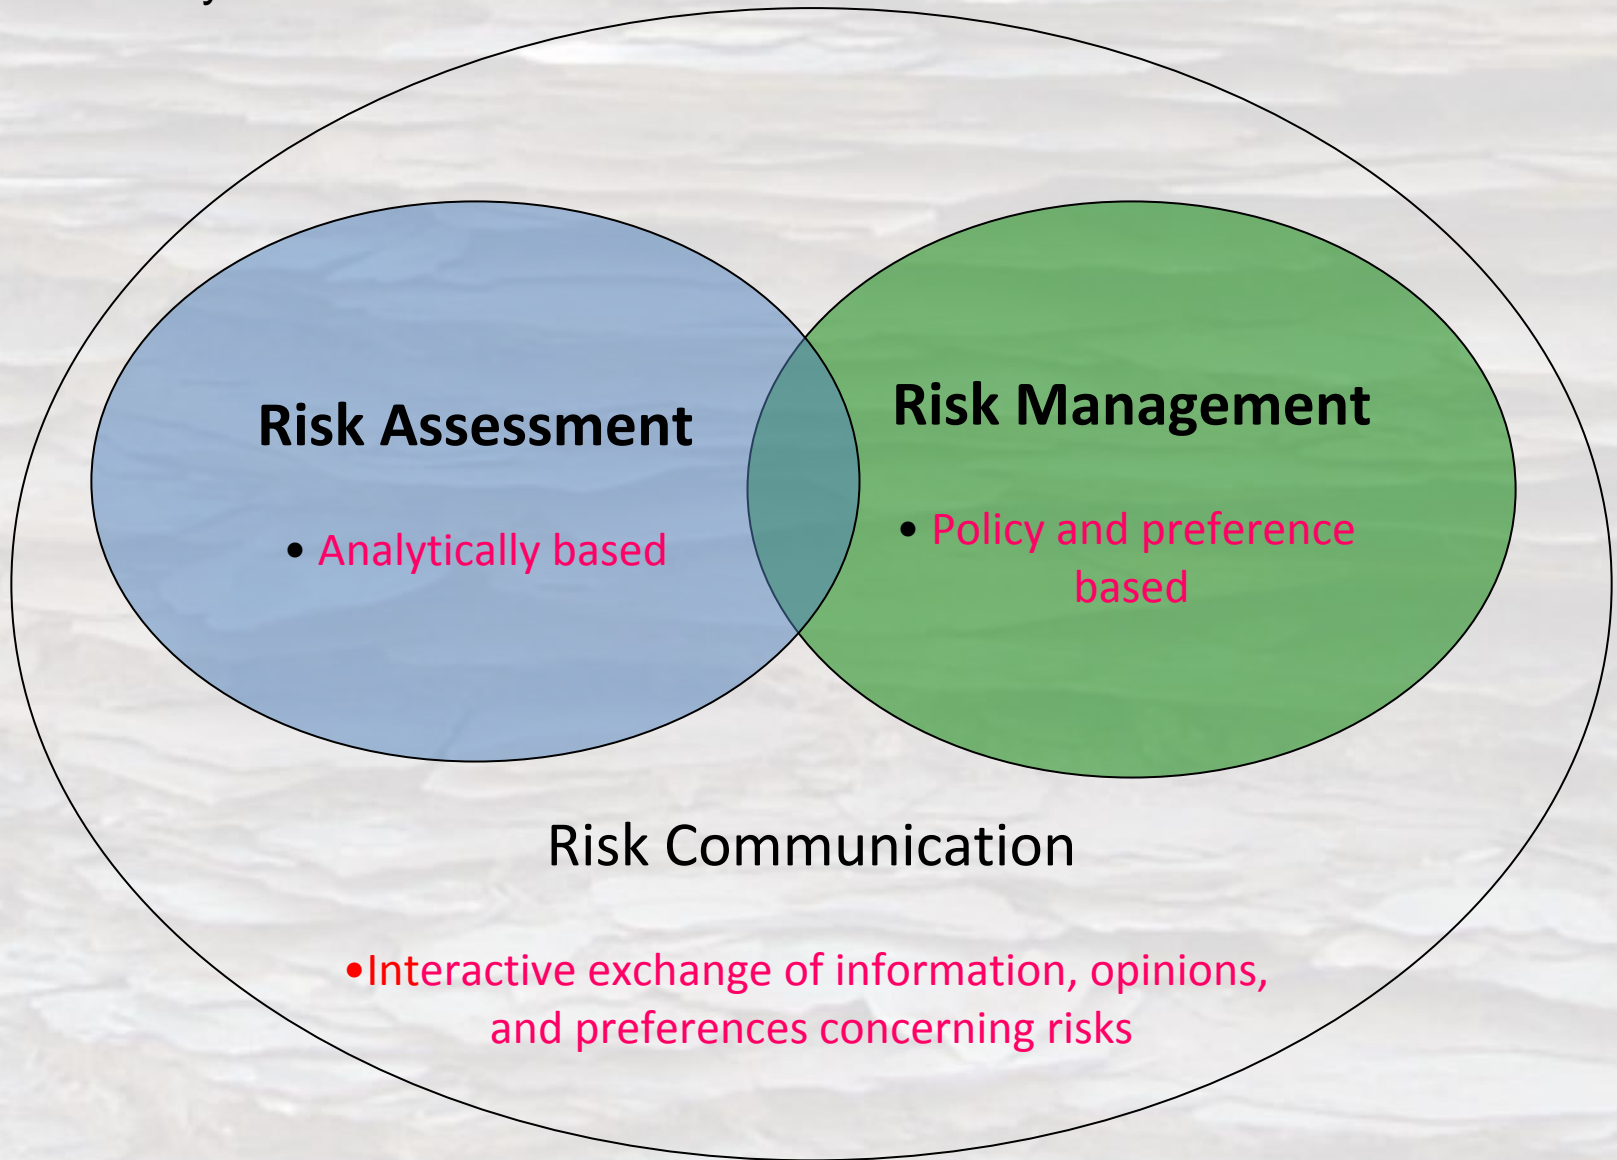 Risk Assessment
• Analytically based
Risk Management
• Policy and preference
based
Risk Communication
•Interactive exchange of information, opinions,
and preferences concerning risks